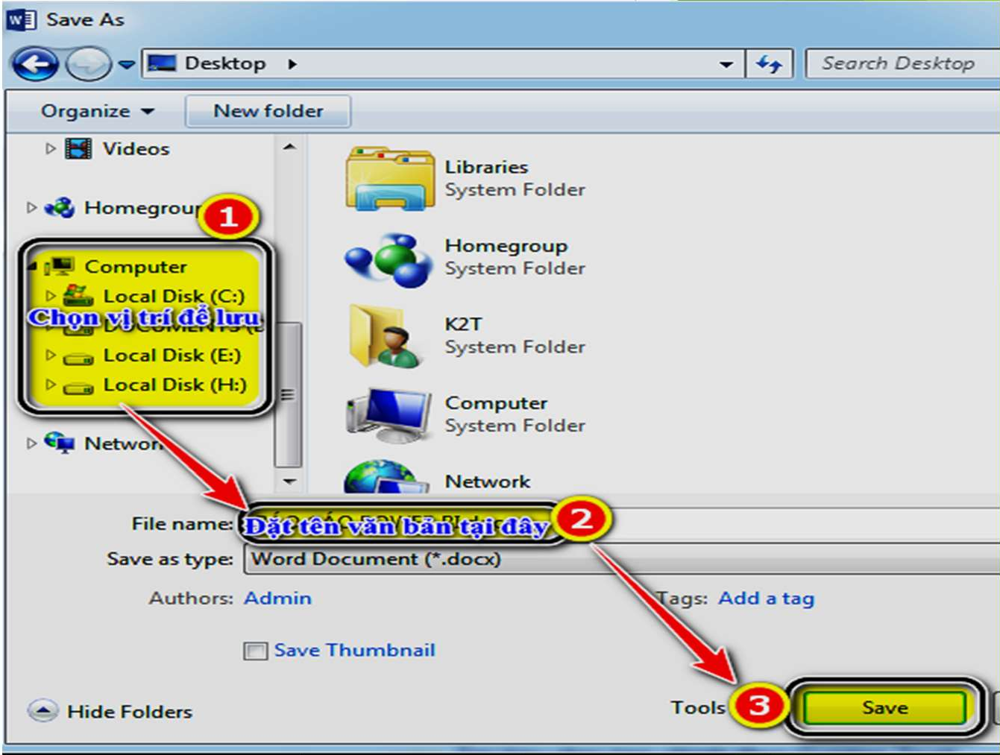 Save As
Desktop
Search Desktop
Organize
New folder
Videos
Homegroup
1
Computer
Local Disk (C:)
Chọn vị trí để lưu
Local Disk (E:)
Local Disk (H:)
Network
Libraries
System Folder
Homegroup
System Folder
K2T
System Folder
Computer
System Folder
Network
File name:
Đặt tên văn bản tại đây
2
Save as type: Word Document (*.docx)
Authors: Admin
Tags: Add a tag
Save Thumbnail
Hide Folders
Tools
3
Save